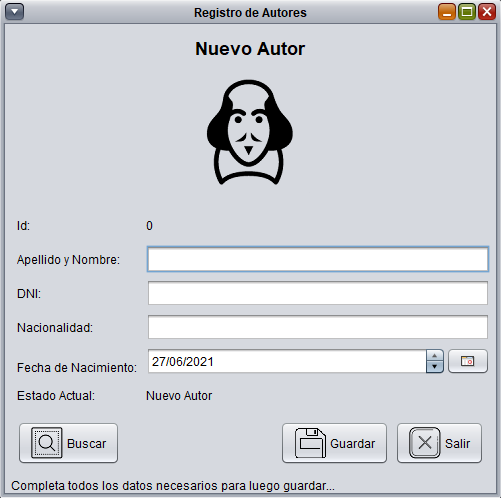 Registro de Autores
Nuevo Autor
Id: 0
Apellido y Nombre:
DNI:
Nacionalidad:
Fecha de Nacimiento: 27/06/2021
Estado Actual: Nuevo Autor
Buscar Guardar Salir
Completa todos los datos necesarios para luego guardar...